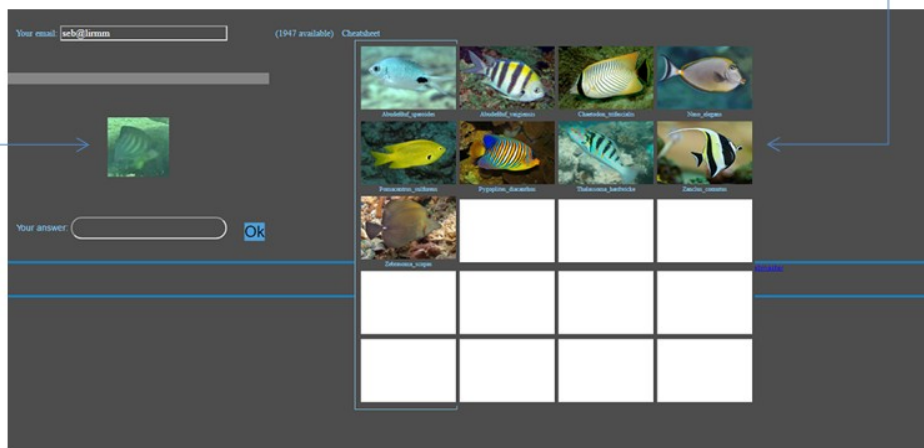 Your email: seb@lirmm
(1947 available) Cheatsheet
Abudefduf_sparoides
Abudefduf_vaigiensis
Chaetodon_trifascialis
Naso_elegans
Pomacentrus_sulfureus
Pygoplites_diacanthus
Thalassoma_hardwicke
Zanclus_cornutus
Your answer:
Ok
Zebrasoma_scopas